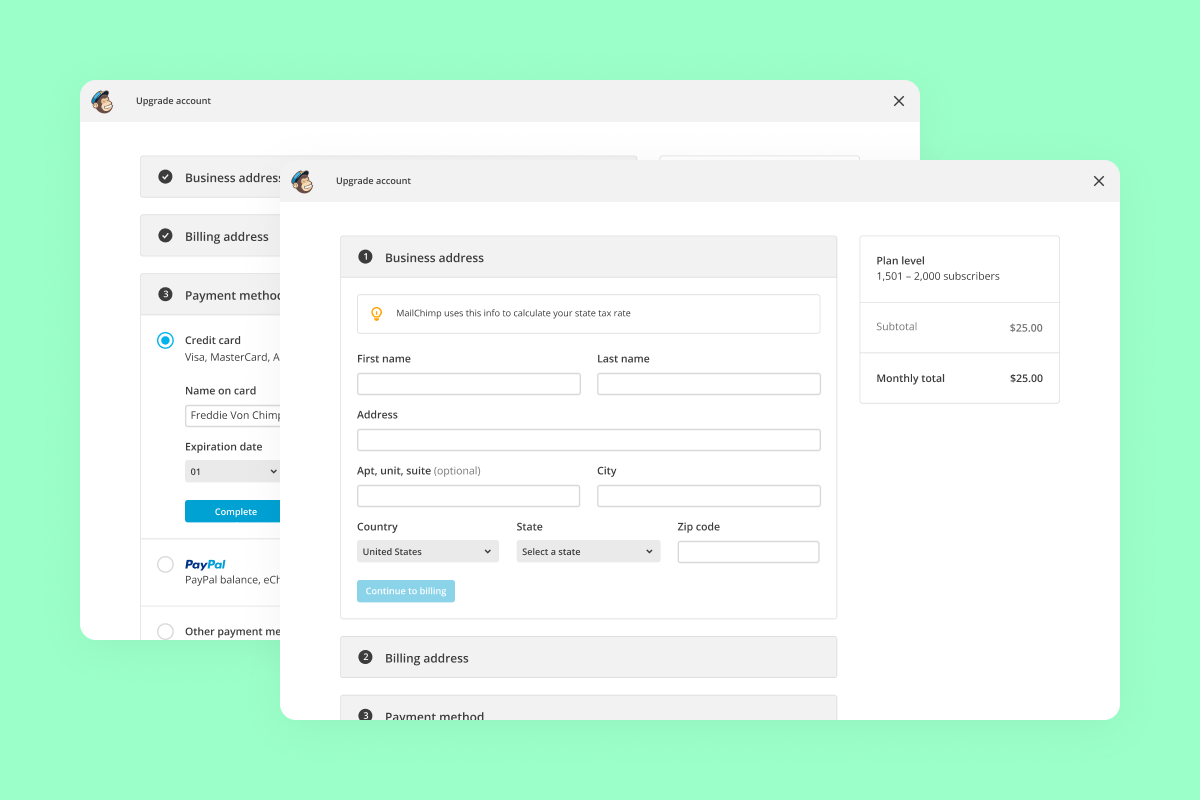 Upgrade account
Business address
Billing address
3 Payment method
Credit card
Visa, MasterCard, A
Name on card
Freddie Von Chimp
Expiration date
01
Complete
PayPal
PayPal balance, eCh
Other payment me
Upgrade account
1 Business address
MailChimp uses this info to calculate your state tax rate
First name Last name
Address
Apt, unit, suite (optional) City
Country State Zip code
United States Select a state
Continue to billing
2 Billing address
3 Payment method
Plan level
1,501 – 2,000 subscribers
Subtotal $25.00
Monthly total $25.00